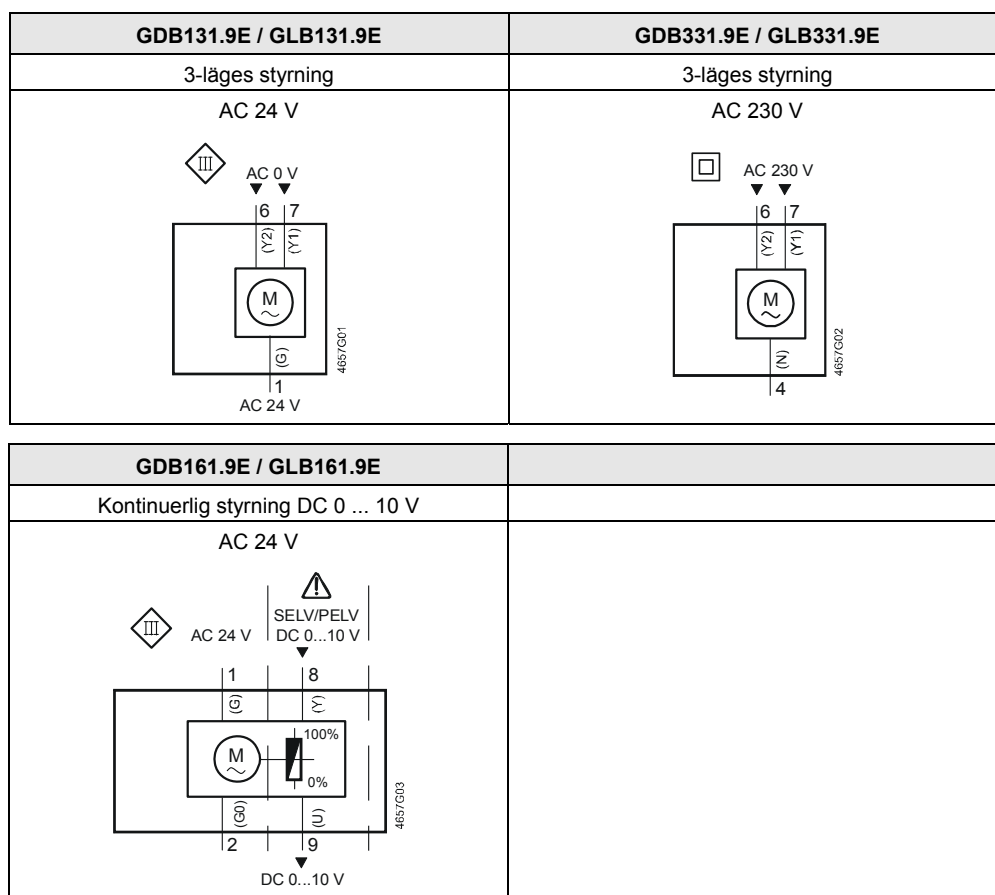 GDB131.9E / GLB131.9E
GDB331.9E / GLB331.9E
3-läges styrning
3-läges styrning
AC 24 V
AC 230 V
III
AC 0 V
6 7
(Y2) (Y1)
M
(G)
1
AC 24 V
4657G01
AC 230 V
6 7
(Y2) (Y1)
M
(N)
4
4657G02
GDB161.9E / GLB161.9E
Kontinuerlig styrning DC 0 ... 10 V
AC 24 V
III
AC 24 V
SELV/PELV
DC 0...10 V
1 8
(G) (Y)
M
100%
0%
(G0) (U)
2 9
DC 0...10 V
4657G03